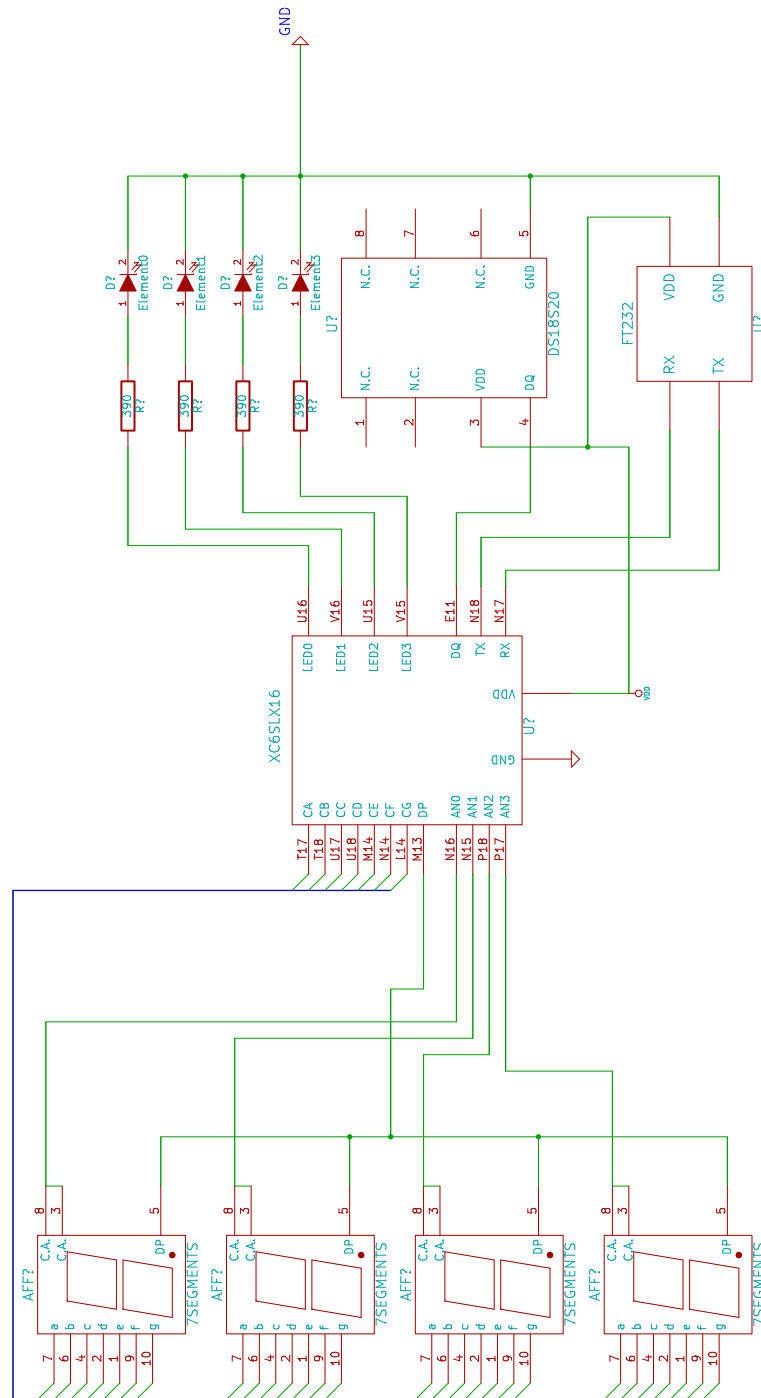 GND
D?
1
2
Element0
D?
1
2
Element1
D?
1
2
Element2
D?
1
2
Element3
390
R?
390
R?
390
R?
390
R?
U?
DS18S20
8
N.C.
7
N.C.
6
N.C.
5
GND
N.C.
1
N.C.
2
VDD
3
DQ
4
FT232
U?
VDD
GND
RX
TX
XC6SLX16
U?
U16
LED0
V16
LED1
U15
LED2
V15
LED3
E11
DQ
N18
TX
N17
RX
VDD
VDD
GND
CA
T17
CB
T18
CC
U17
CD
U18
CE
M14
CF
N14
CG
L14
DP
M13
AN0
N16
AN1
N15
AN2
P18
AN3
P17
AFF?
7SEGMENTS
8
C.A.
3
C.A.
5
DP
a
7
b
6
c
4
d
2
e
1
f
9
g
10
AFF?
7SEGMENTS
8
C.A.
3
C.A.
5
DP
a
7
b
6
c
4
d
2
e
1
f
9
g
10
AFF?
7SEGMENTS
8
C.A.
3
C.A.
5
DP
a
7
b
6
c
4
d
2
e
1
f
9
g
10
AFF?
7SEGMENTS
8
C.A.
3
C.A.
5
DP
a
7
b
6
c
4
d
2
e
1
f
9
g
10